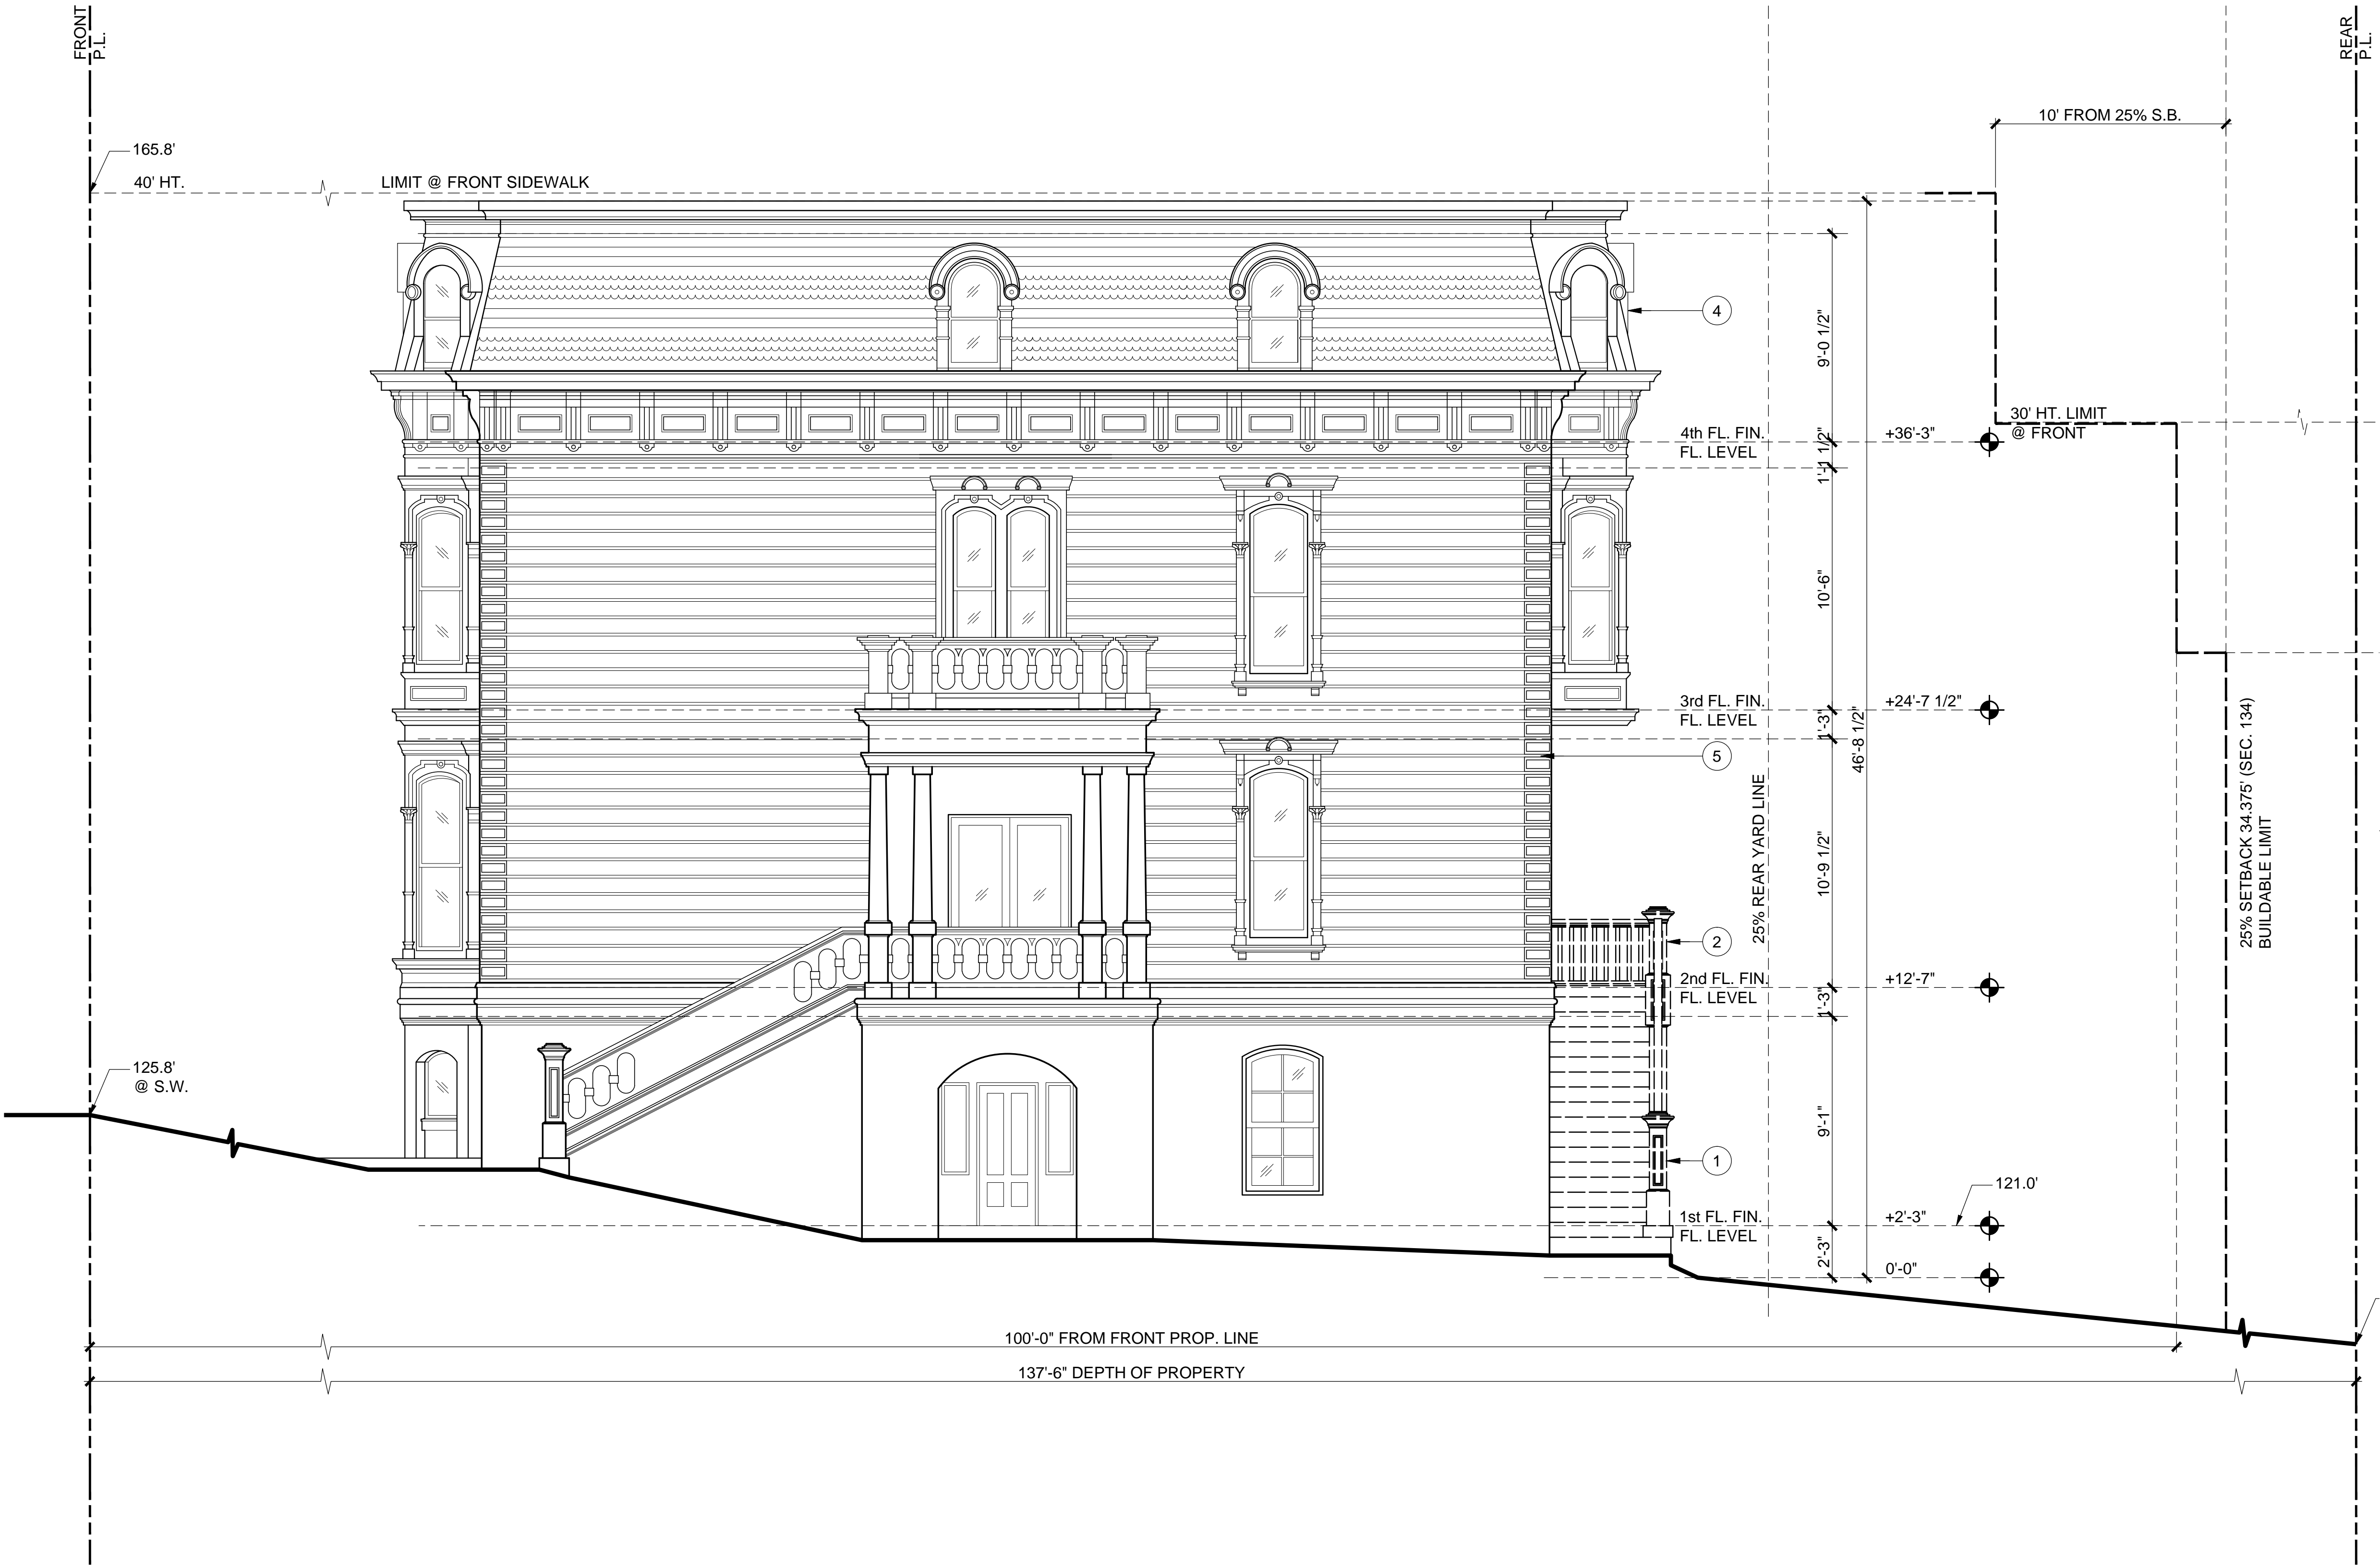 FRONT
P.L.
REAR
P.L.
10' FROM 25% S.B.
165.8'
40' HT.
LIMIT @ FRONT SIDEWALK
4
9'-0 1/2"
30' HT. LIMIT
@ FRONT
4th FL. FIN.
FL. LEVEL
+36'-3"
1'-1 1/2"
10'-6"
3rd FL. FIN.
FL. LEVEL
+24'-7 1/2"
1'-3"
46'-8 1/2"
5
25% REAR YARD LINE
25% SETBACK 34.375' (SEC. 134)
BUILDABLE LIMIT
10'-9 1/2"
2
2nd FL. FIN.
FL. LEVEL
+12'-7"
1'-3"
125.8'
@ S.W.
9'-1"
1
121.0'
1st FL. FIN.
FL. LEVEL
+2'-3"
2'-3"
0'-0"
100'-0" FROM FRONT PROP. LINE
137'-6" DEPTH OF PROPERTY